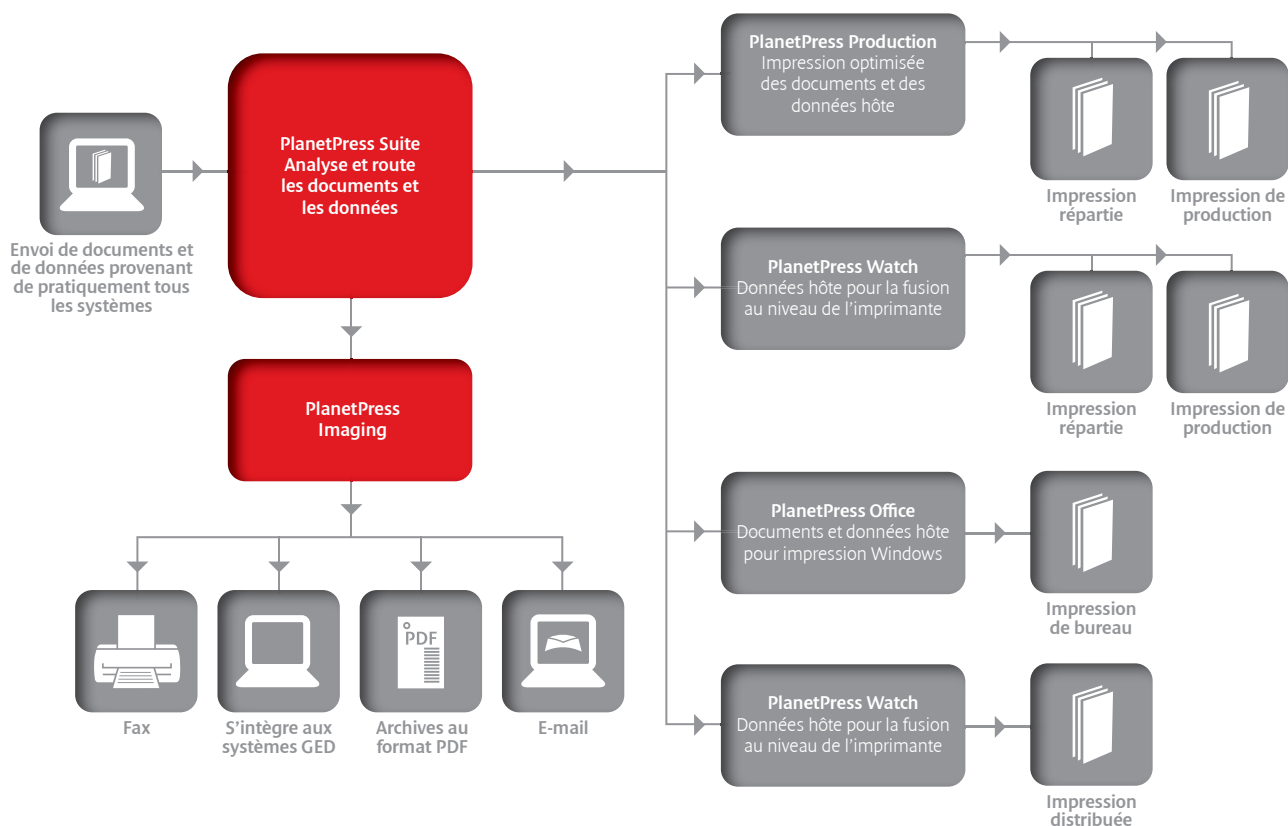 Envoi de documents et
de données provenant
de pratiquement tous
les systèmes
PlanetPress Suite
Analyse et route
les documents et
les données
PlanetPress
Imaging
Fax
S’intègre aux
systèmes GED
PDF
Archives au
format PDF
E-mail
PlanetPress Production
Impression optimisée
des documents et des
données hôte
Impression
répartie
Impression de
production
PlanetPress Watch
Données hôte pour la fusion
au niveau de l’imprimante
Impression
répartie
Impression de
production
PlanetPress Office
Documents et données hôte
pour impression Windows
Impression
de bureau
PlanetPress Watch
Données hôte pour la fusion
au niveau de l’imprimante
Impression
distribuée